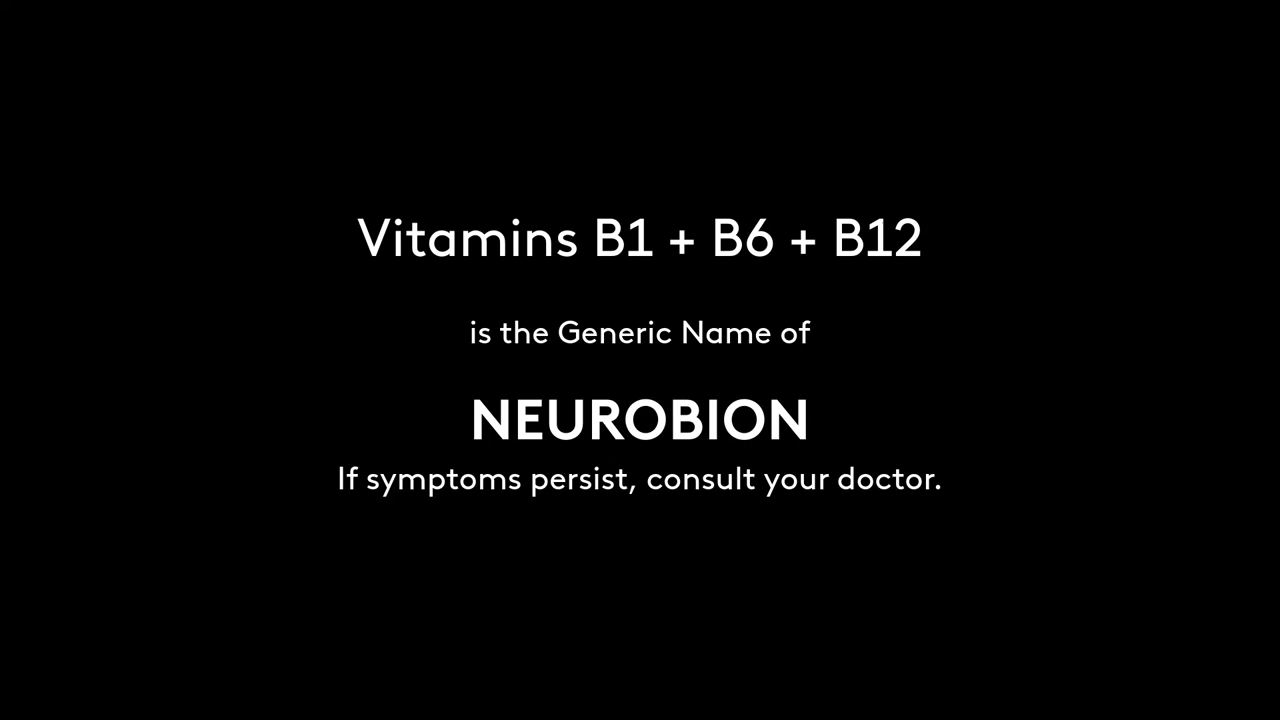 Vitamins B1 + B6 + B12
is the Generic Name of
NEUROBION
If symptoms persist, consult your doctor.